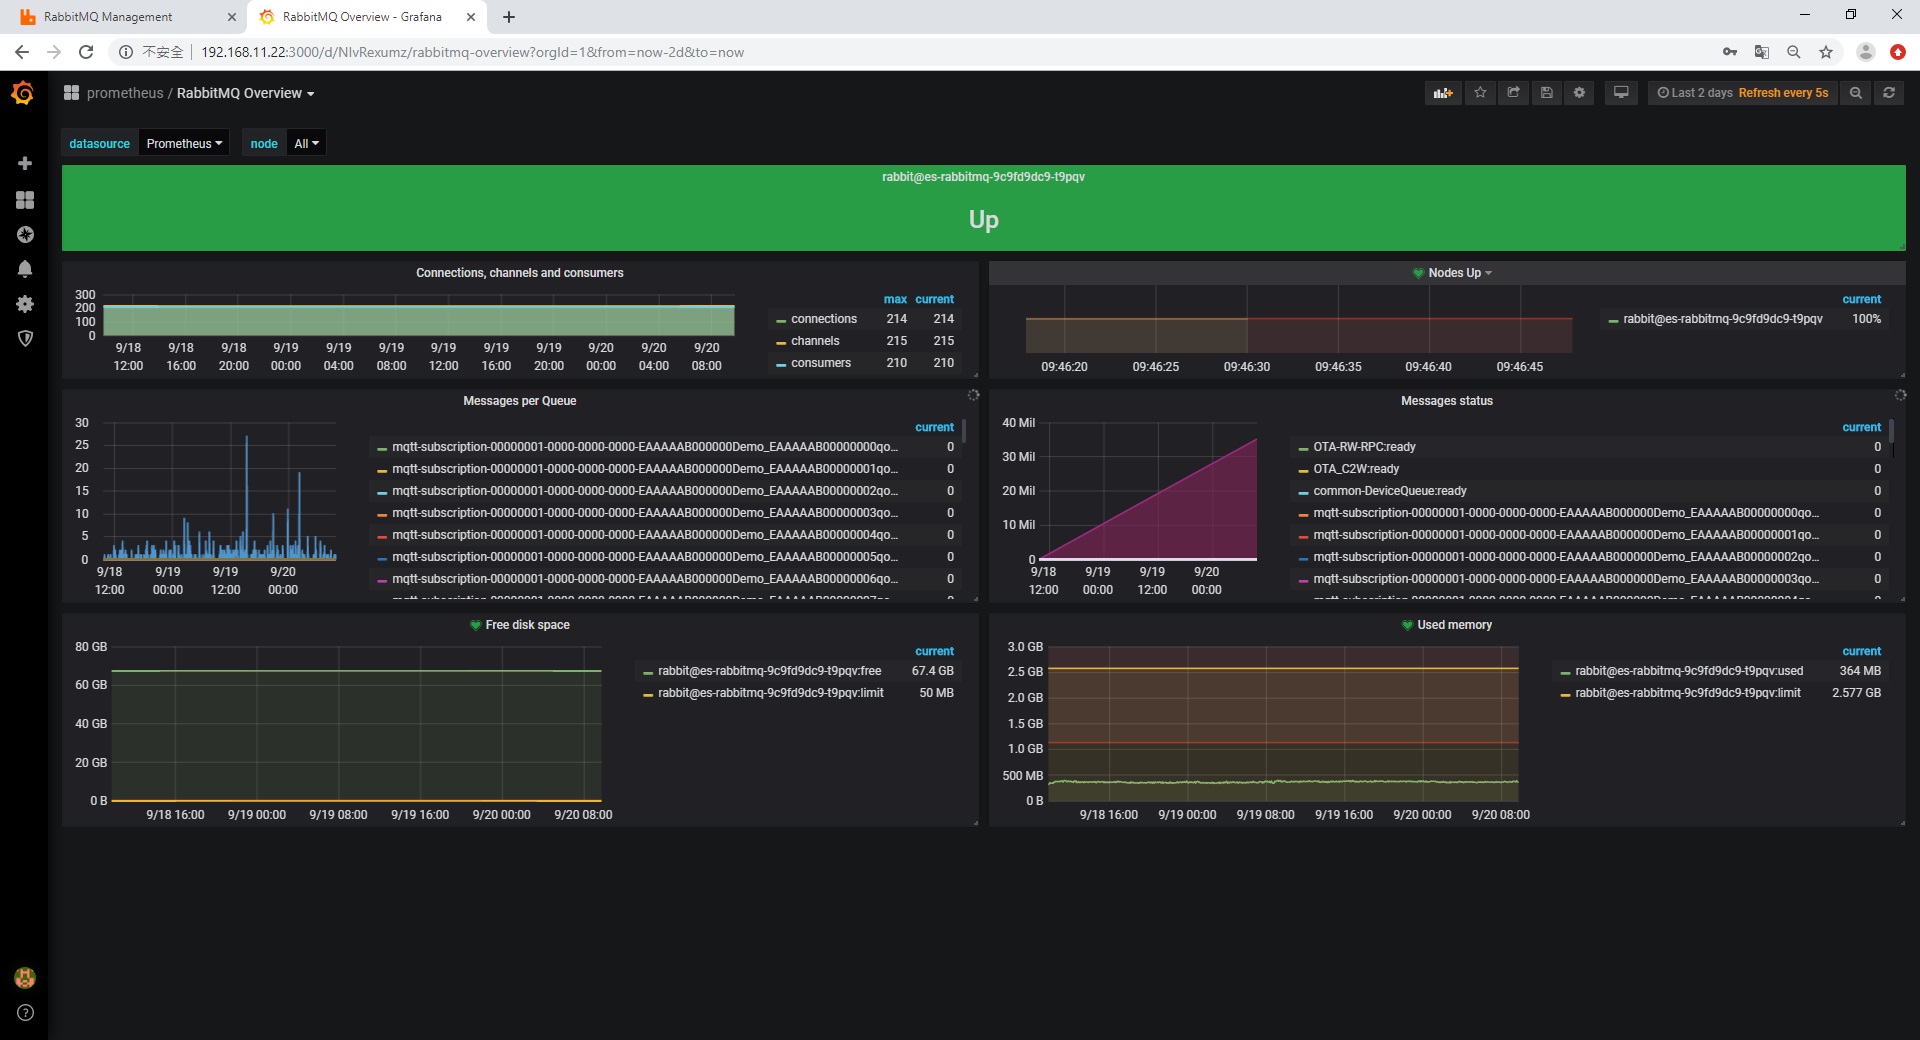 RabbitMQ Management
RabbitMQ Overview - Grafana
不安全 192.168.11.22:3000/d/NIvRexumz/rabbitmq-overview?orgId=1&from=now-2d&to=now
prometheus / RabbitMQ Overview
Last 2 days Refresh every 5s
datasource Prometheus node All
rabbit@es-rabbitmq-9c9fd9dc9-t9pqv
Up
Connections, channels and consumers
300
200
100
0
9/18 9/18 9/18 9/19 9/19 9/19 9/19 9/19 9/19 9/20 9/20 9/20
12:00 16:00 20:00 00:00 04:00 08:00 12:00 16:00 20:00 00:00 04:00 08:00
max current
connections 214 214
channels 215 215
consumers 210 210
Nodes Up
09:46:20 09:46:25 09:46:30 09:46:35 09:46:40 09:46:45
current
rabbit@es-rabbitmq-9c9fd9dc9-t9pqv 100%
Messages per Queue
30
25
20
15
10
5
0
9/18 9/19 9/19 9/20
12:00 00:00 12:00 00:00
current
mqtt-subscription-00000001-0000-0000-0000-EAAAAAB000000Demo_EAAAAAB00000000qo... 0
mqtt-subscription-00000001-0000-0000-0000-EAAAAAB000000Demo_EAAAAAB00000001qo... 0
mqtt-subscription-00000001-0000-0000-0000-EAAAAAB000000Demo_EAAAAAB00000002qo... 0
mqtt-subscription-00000001-0000-0000-0000-EAAAAAB000000Demo_EAAAAAB00000003qo... 0
mqtt-subscription-00000001-0000-0000-0000-EAAAAAB000000Demo_EAAAAAB00000004qo... 0
mqtt-subscription-00000001-0000-0000-0000-EAAAAAB000000Demo_EAAAAAB00000005qo... 0
mqtt-subscription-00000001-0000-0000-0000-EAAAAAB000000Demo_EAAAAAB00000006qo... 0
Messages status
40 Mil
30 Mil
20 Mil
10 Mil
0
9/18 9/19 9/19 9/20
12:00 00:00 12:00 00:00
current
OTA-RW-RPC:ready 0
OTA_C2W:ready 0
common-DeviceQueue:ready 0
mqtt-subscription-00000001-0000-0000-0000-EAAAAAB000000Demo_EAAAAAB00000000qo... 0
mqtt-subscription-00000001-0000-0000-0000-EAAAAAB000000Demo_EAAAAAB00000001qo... 0
mqtt-subscription-00000001-0000-0000-0000-EAAAAAB000000Demo_EAAAAAB00000002qo... 0
mqtt-subscription-00000001-0000-0000-0000-EAAAAAB000000Demo_EAAAAAB00000003qo... 0
Free disk space
80 GB
60 GB
40 GB
20 GB
0 B
9/18 16:00 9/19 00:00 9/19 08:00 9/19 16:00 9/20 00:00 9/20 08:00
current
rabbit@es-rabbitmq-9c9fd9dc9-t9pqv:free 67.4 GB
rabbit@es-rabbitmq-9c9fd9dc9-t9pqv:limit 50 MB
Used memory
3.0 GB
2.5 GB
2.0 GB
1.5 GB
1.0 GB
500 MB
0 B
9/18 16:00 9/19 00:00 9/19 08:00 9/19 16:00 9/20 00:00 9/20 08:00
current
rabbit@es-rabbitmq-9c9fd9dc9-t9pqv:used 364 MB
rabbit@es-rabbitmq-9c9fd9dc9-t9pqv:limit 2.577 GB